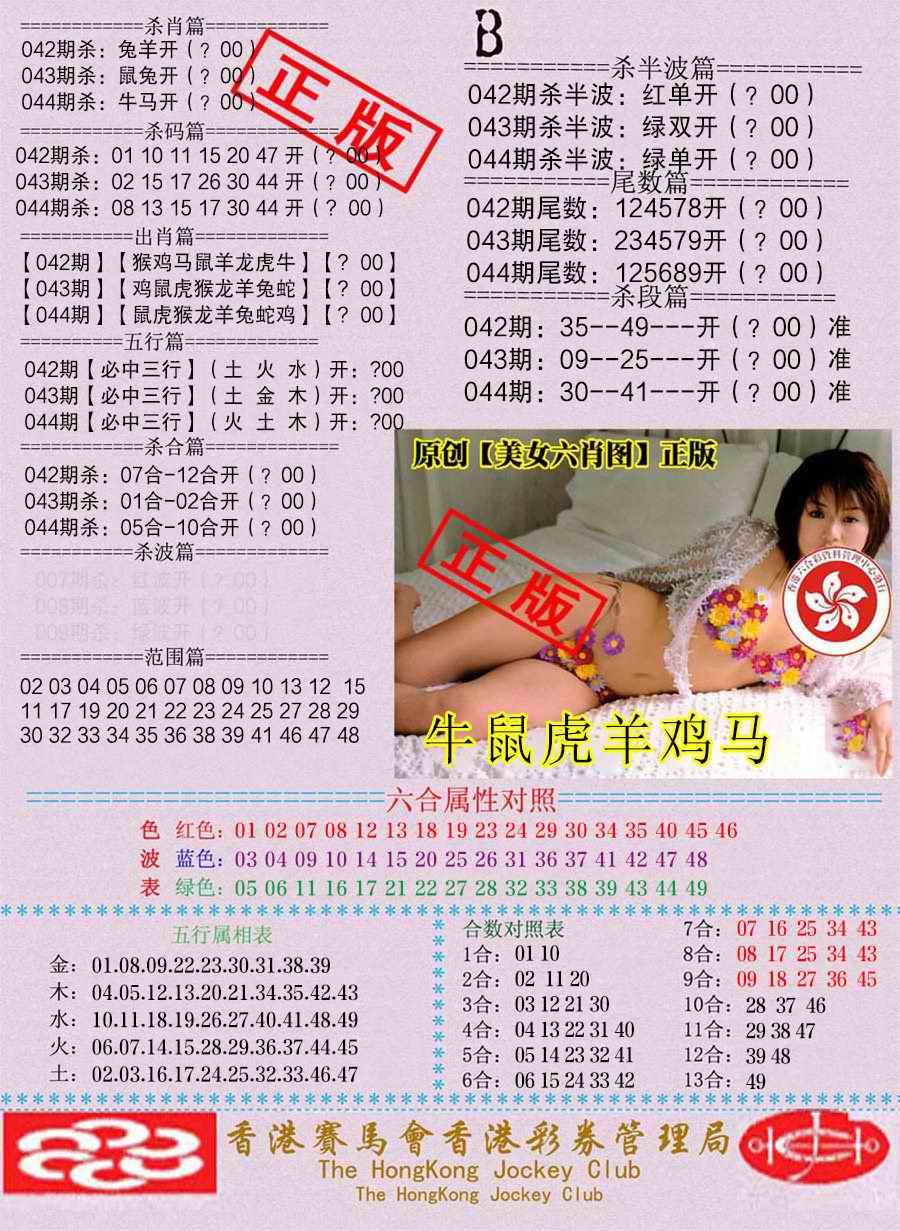 ============杀肖篇============
042期杀：兔羊开（? 00）
043期杀：鼠兔开（? 00）
044期杀：牛马开（? 00）
============杀码篇============
042期杀：01 10 11 15 20 47 开（? 00）
043期杀：02 15 17 26 30 44 开（? 00）
044期杀：08 13 15 17 30 44 开（? 00）
正版
===========出肖篇=============
【042期】【猴鸡马鼠羊龙虎牛】【? 00】
【043期】【鸡鼠虎猴龙羊兔蛇】【? 00】
【044期】【鼠虎猴龙羊兔蛇鸡】【? 00】
==========五行篇=============
042期【必中三行】（土 火 水）开：?00
043期【必中三行】（土 金 木）开：?00
044期【必中三行】（火 土 木）开：?00
============杀合篇=============
042期杀：07合-12合开（? 00）
043期杀：01合-02合开（? 00）
044期杀：05合-10合开（? 00）
===========杀波篇=============
007期杀：红波开（? 00）
开（? 00）
开（? 00）
============范围篇============
02 03 04 05 06 07 08 09 10 13 12 15
11 17 19 20 21 22 23 24 25 27 28 29
30 32 33 34 35 36 38 39 41 46 47 48
B
===========杀半波篇===========
042期杀半波：红单开（? 00）
043期杀半波：绿双开（? 00）
044期杀半波：绿单开（? 00）
===========尾数篇============
042期尾数：124578开（? 00）
043期尾数：234579开（? 00）
044期尾数：125689开（? 00）
===========杀段篇===========
042期：35--49---开（? 00）准
043期：09--25---开（? 00）准
044期：30--41---开（? 00）准
原创【美女六肖图】正版
正版
香港六合彩资料管理中心发行
牛鼠虎羊鸡马
=====================六合属性对照===================
色 红色：01 02 07 08 12 13 18 19 23 24 29 30 34 35 40 45 46
波 蓝色：03 04 09 10 14 15 20 25 26 31 36 37 41 42 47 48
表 绿色：05 06 11 16 17 21 22 27 28 32 33 38 39 43 44 49
五行属相表
金：01.08.09.22.23.30.31.38.39
木：04.05.12.13.20.21.34.35.42.43
水：10.11.18.19.26.27.40.41.48.49
火：06.07.14.15.28.29.36.37.44.45
土：02.03.16.17.24.25.32.33.46.47
合数对照表
1合：01 10
2合：02 11 20
3合：03 12 21 30
4合：04 13 22 31 40
5合：05 14 23 32 41
6合：06 15 24 33 42
7合：07 16 25 34 43
8合：08 17 25 34 43
9合：09 18 27 36 45
10合：28 37 46
11合：29 38 47
12合：39 48
13合：49
香港賽馬會香港彩券管理局
The HongKong Jockey Club
The HongKong Jockey Club